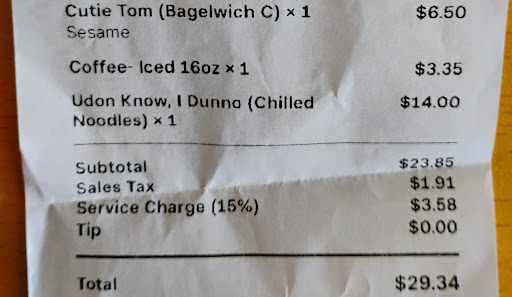 Cutie Tom (Bagelwich C) × 1 $6.50
Sesame
Coffee- Iced 16oz × 1 $3.35
Udon Know, I Dunno (Chilled $14.00
Noodles) × 1
Subtotal $23.85
Sales Tax $1.91
Service Charge (15%) $3.58
Tip $0.00
Total $29.34